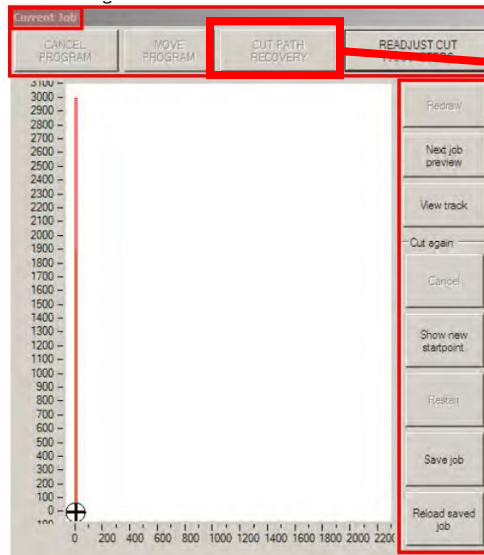 Current Job
CANCEL PROGRAM
MOVE PROGRAM
CUT PATH RECOVERY
READJUST CUT
Redraw
Next job preview
View track
Cut again
Cancel
Show new startpoint
Restart
Save job
Reload saved job
3100
3000
2900
2800
2700
2600
2500
2400
2300
2200
2100
2000
1900
1800
1700
1600
1500
1400
1300
1200
1100
1000
900
800
700
600
500
400
300
200
100
0
100
0 200 400 600 800 1000 1200 1400 1600 1800 2000 2200